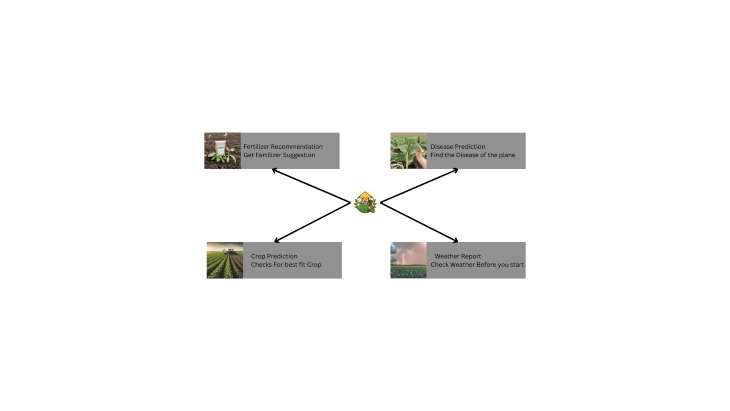 Fertilizer Recommendation
Get Fertilizer Suggestion
Disease Prediction
Find the Disease of the plane
Crop Prediction
Checks For best fit Crop
Weather Report
Check Weather Before you start